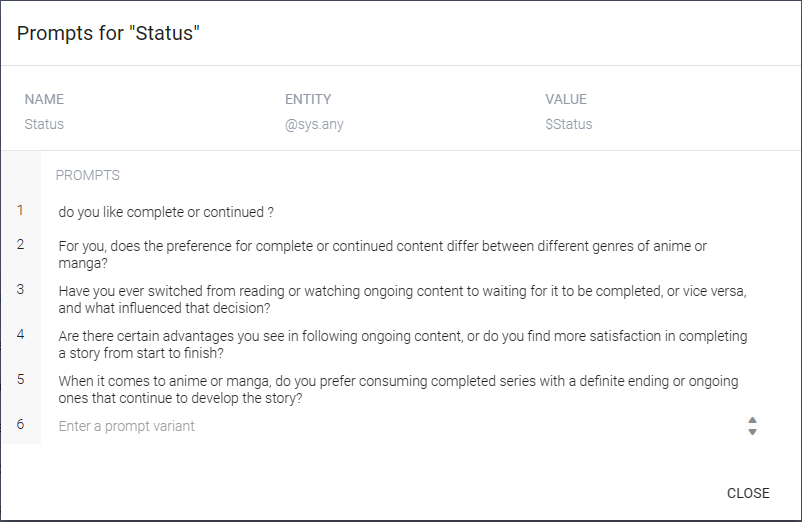 Prompts for "Status"
NAME ENTITY VALUE
Status @sys.any $Status
PROMPTS
1 do you like complete or continued ?
2 For you, does the preference for complete or continued content differ between different genres of anime or
manga?
3 Have you ever switched from reading or watching ongoing content to waiting for it to be completed, or vice versa,
and what influenced that decision?
4 Are there certain advantages you see in following ongoing content, or do you find more satisfaction in completing
a story from start to finish?
5 When it comes to anime or manga, do you prefer consuming completed series with a definite ending or ongoing
ones that continue to develop the story?
6 Enter a prompt variant
CLOSE